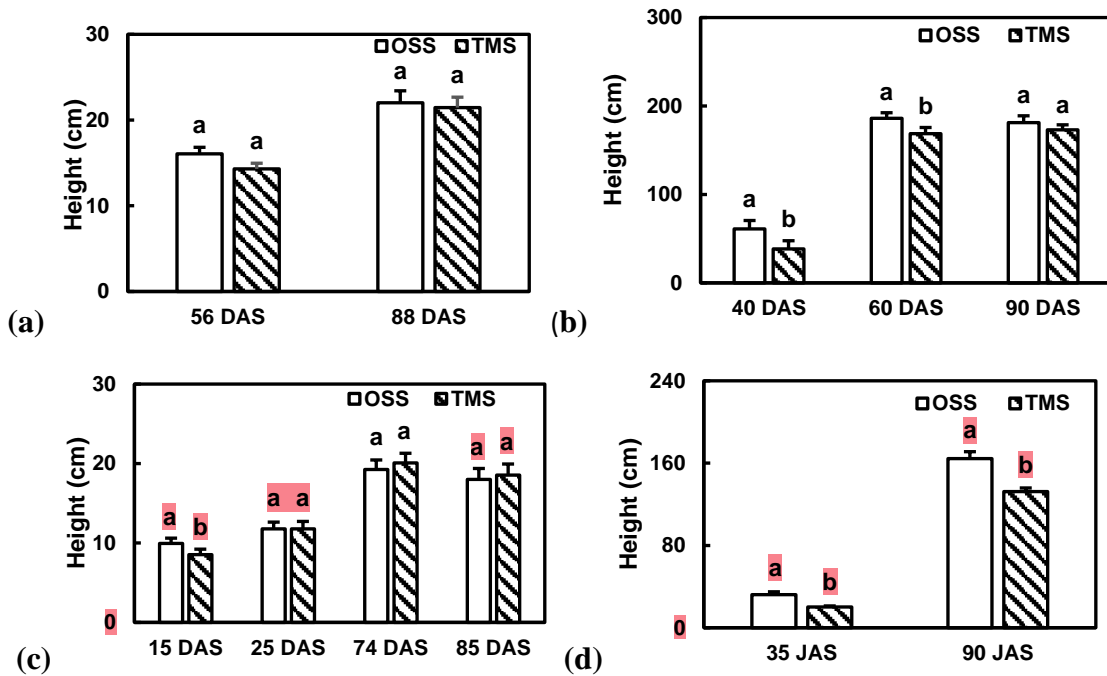 30
OSS TMS
a a
20
a a
Height (cm)
10
0
56 DAS 88 DAS
(a)
300
OSS TMS
a b a a
200
Height (cm)
100
a b
0
40 DAS 60 DAS 90 DAS
(b)
30
OSS TMS
a a a a
20
Height (cm)
a b a a
10
0
15 DAS 25 DAS 74 DAS 85 DAS
(c)
240
OSS TMS
a b
160
Height (cm)
80
a b
0
35 JAS 90 JAS
(d)